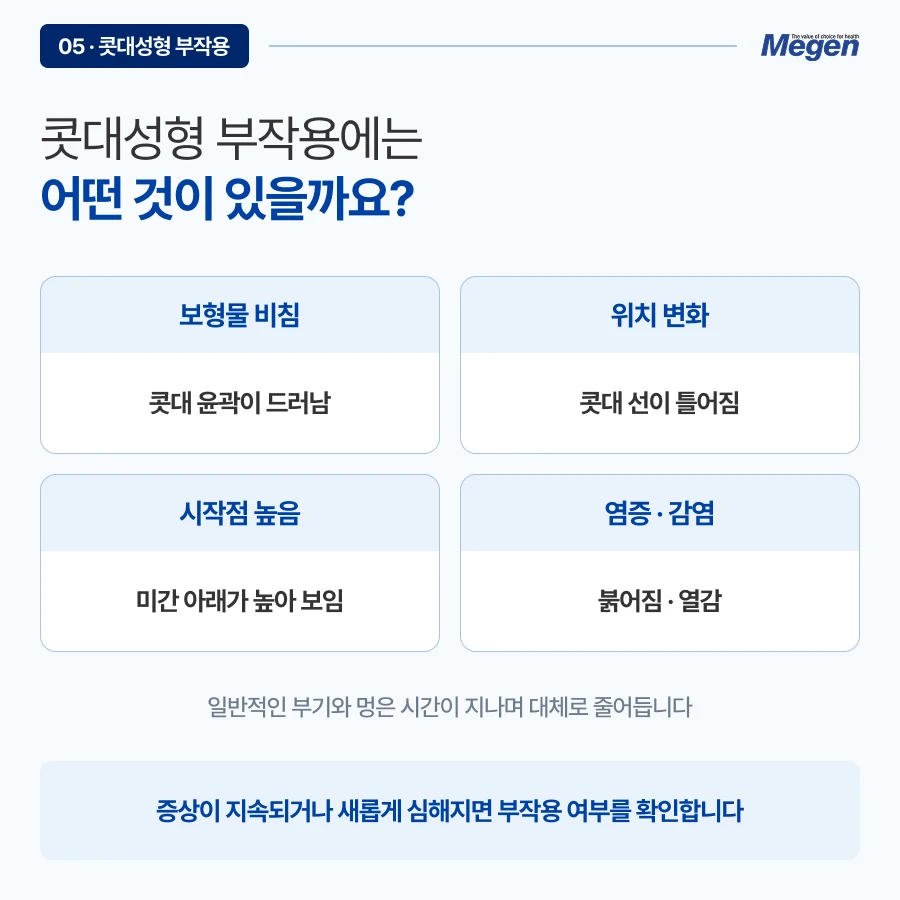 05 · 콧대성형 부작용
The value of choice for health
Megen
콧대성형 부작용에는
어떤 것이 있을까요?
보형물 비침
콧대 윤곽이 드러남
위치 변화
콧대 선이 틀어짐
시작점 높음
미간 아래가 높아 보임
염증 · 감염
붉어짐 · 열감
일반적인 부기와 멍은 시간이 지나며 대체로 줄어듭니다
증상이 지속되거나 새롭게 심해지면 부작용 여부를 확인합니다